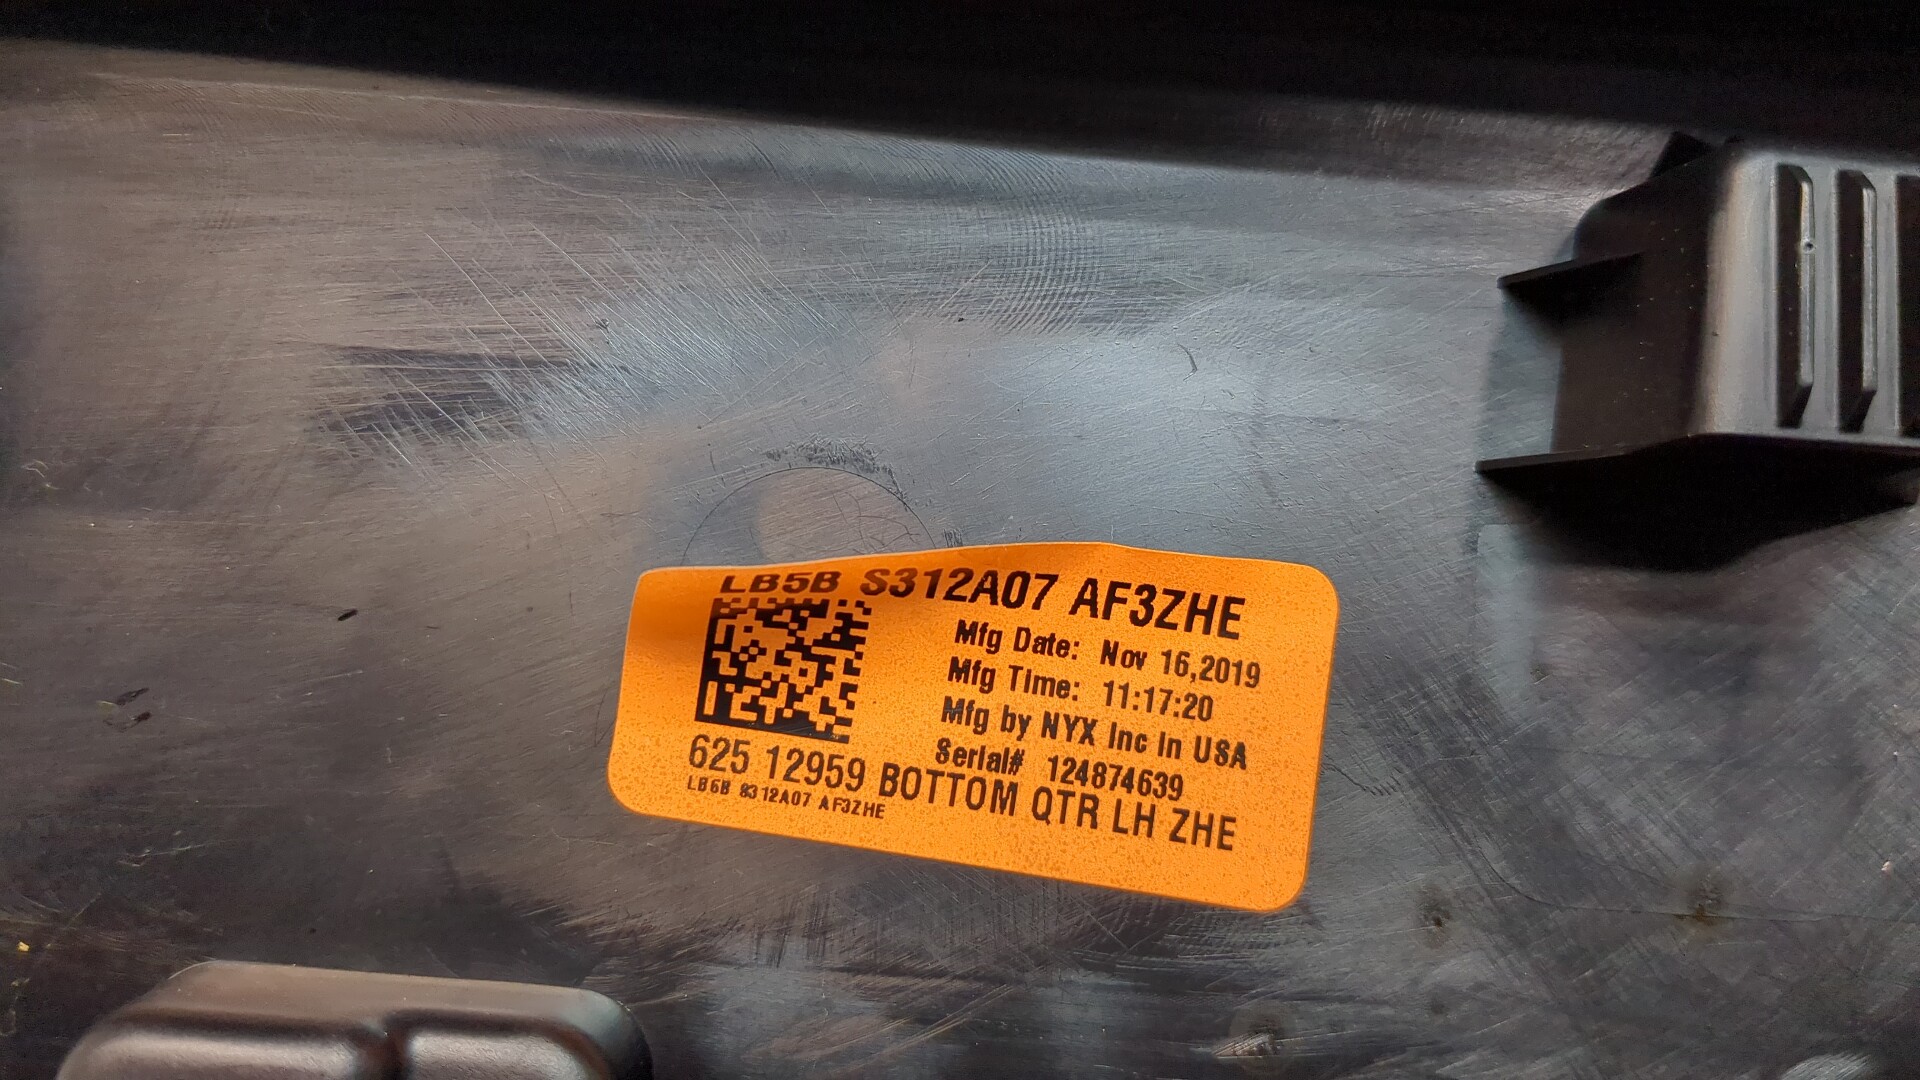 LB5B S312A07 AF3ZHE
Mfg Date: Nov 16,2019
Mfg Time: 11:17:20
Mfg by NYX Inc in USA
Serial# 124874639
625 12959 BOTTOM QTR LH ZHE
LB5B S312A07 AF3ZHE